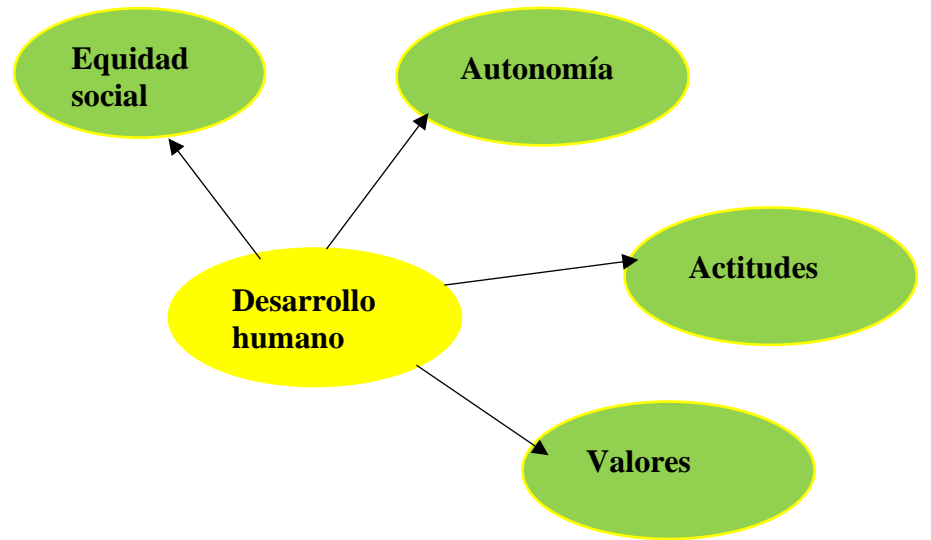 Equidad
social
Autonomía
Actitudes
Desarrollo
humano
Valores